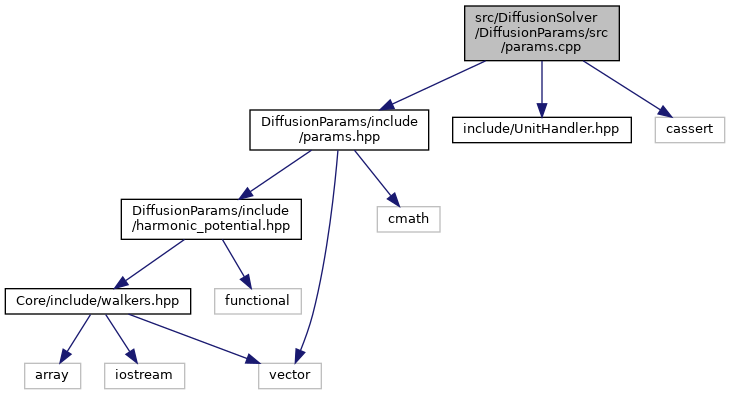 src/DiffusionSolver
/DiffusionParams/src
/params.cpp
DiffusionParams/include
/params.hpp
include/UnitHandler.hpp
cassert
DiffusionParams/include
/harmonic_potential.hpp
cmath
Core/include/walkers.hpp
functional
array
iostream
vector